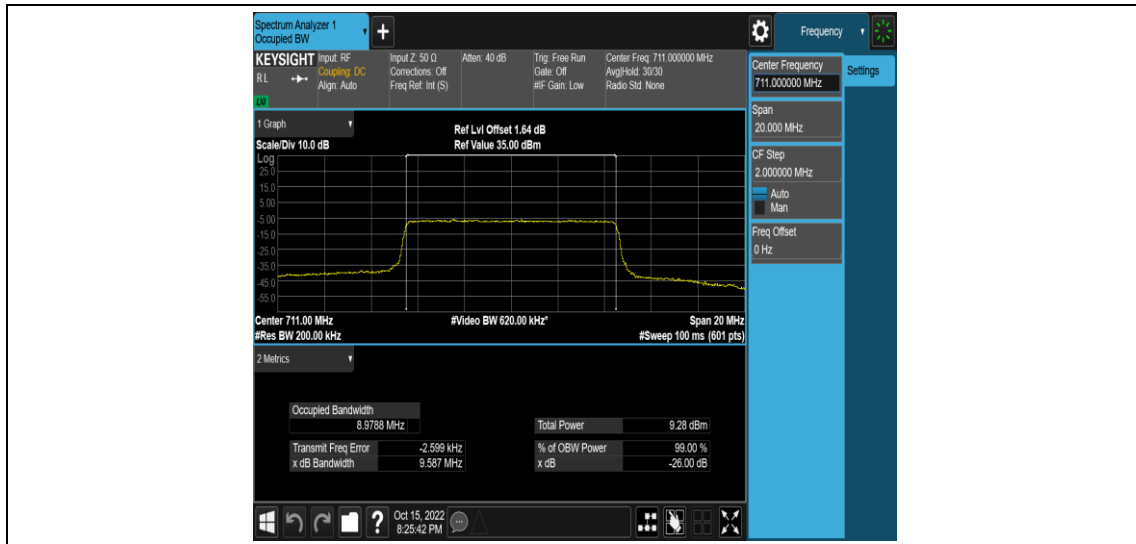 Spectrum Analyzer 1
Occupied BW
+
Frequency
KEYSIGHT
RL
LXI
Input: RF
Coupling: DC
Align: Auto
Input Z: 50 Ω
Corrections: Off
Freq Ref: Int (S)
Atten: 40 dB
Trig: Free Run
Gate: Off
#IF Gain: Low
Center Freq: 711.000000 MHz
Avg|Hold: 30/30
Radio Std: None
Center Frequency
711.000000 MHz
Settings
Span
20.000 MHz
CF Step
2.000000 MHz
Auto
Man
Freq Offset
0 Hz
1 Graph
Scale/Div 10.0 dB
Ref Lvl Offset 1.64 dB
Ref Value 35.00 dBm
Log
25.0
15.0
5.00
-5.00
-15.0
-25.0
-35.0
-45.0
-55.0
Center 711.00 MHz
#Video BW 620.00 kHz*
Span 20 MHz
#Res BW 200.00 kHz
#Sweep 100 ms (601 pts)
2 Metrics
Occupied Bandwidth
8.9788 MHz
Total Power 9.28 dBm
Transmit Freq Error -2.599 kHz
% of OBW Power 99.00 %
x dB Bandwidth 9.587 MHz
x dB -26.00 dB
?
Oct 15, 2022
8:25:42 PM